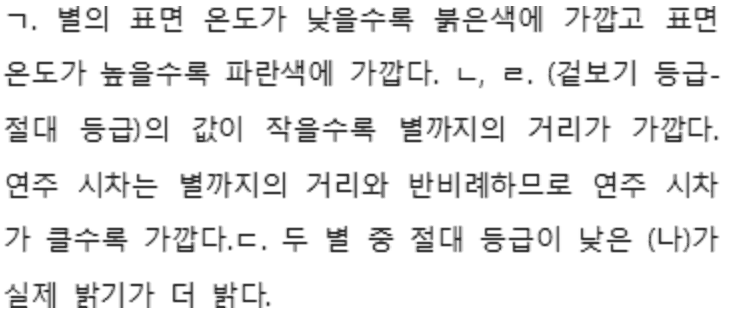 ㄱ. 별의 표면 온도가 낮을수록 붉은색에 가깝고 표면
온도가 높을수록 파란색에 가깝다. ㄴ, ㄹ. (겉보기 등급-
절대 등급)의 값이 작을수록 별까지의 거리가 가깝다.
연주 시차는 별까지의 거리와 반비례하므로 연주 시차
가 클수록 가깝다.ㄷ. 두 별 중 절대 등급이 낮은 (나)가
실제 밝기가 더 밝다.